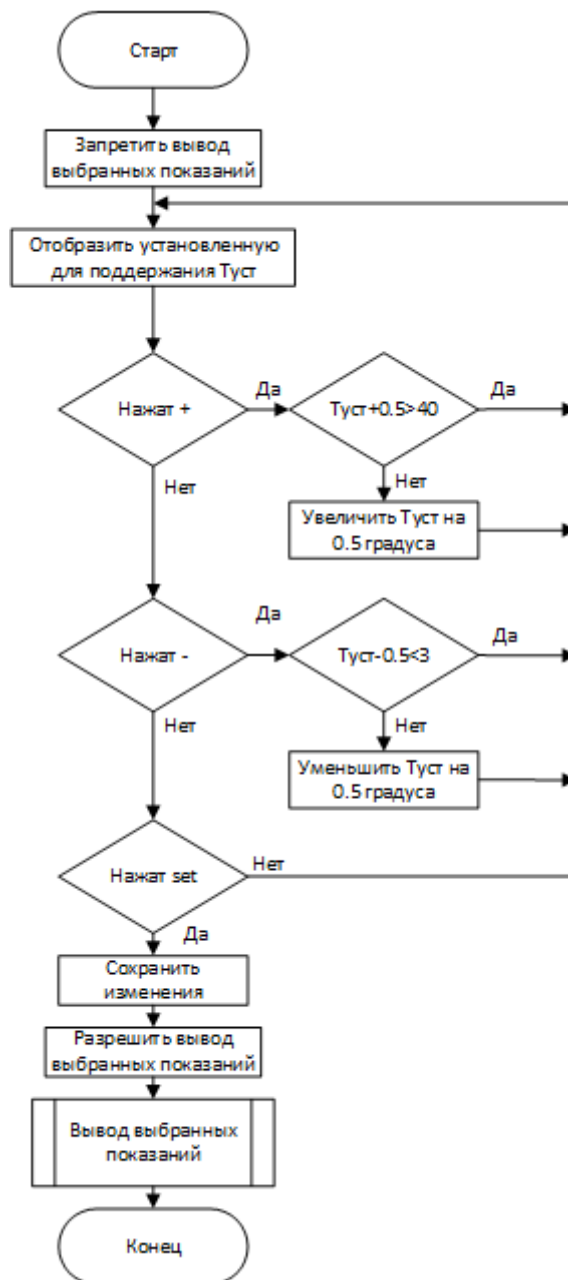 Старт
Запретить вывод
выбранных показаний
Отобразить установленную
для поддержания Туст
Нажат +
Да
Туст+0.5>40
Да
Нет
Нет
Увеличить Туст на
0.5 градуса
Нажат -
Да
Туст-0.5<3
Да
Нет
Нет
Уменьшить Туст на
0.5 градуса
Нажат set
Нет
Да
Сохранить
изменения
Разрешить вывод
выбранных показаний
Вывод выбранных
показаний
Конец